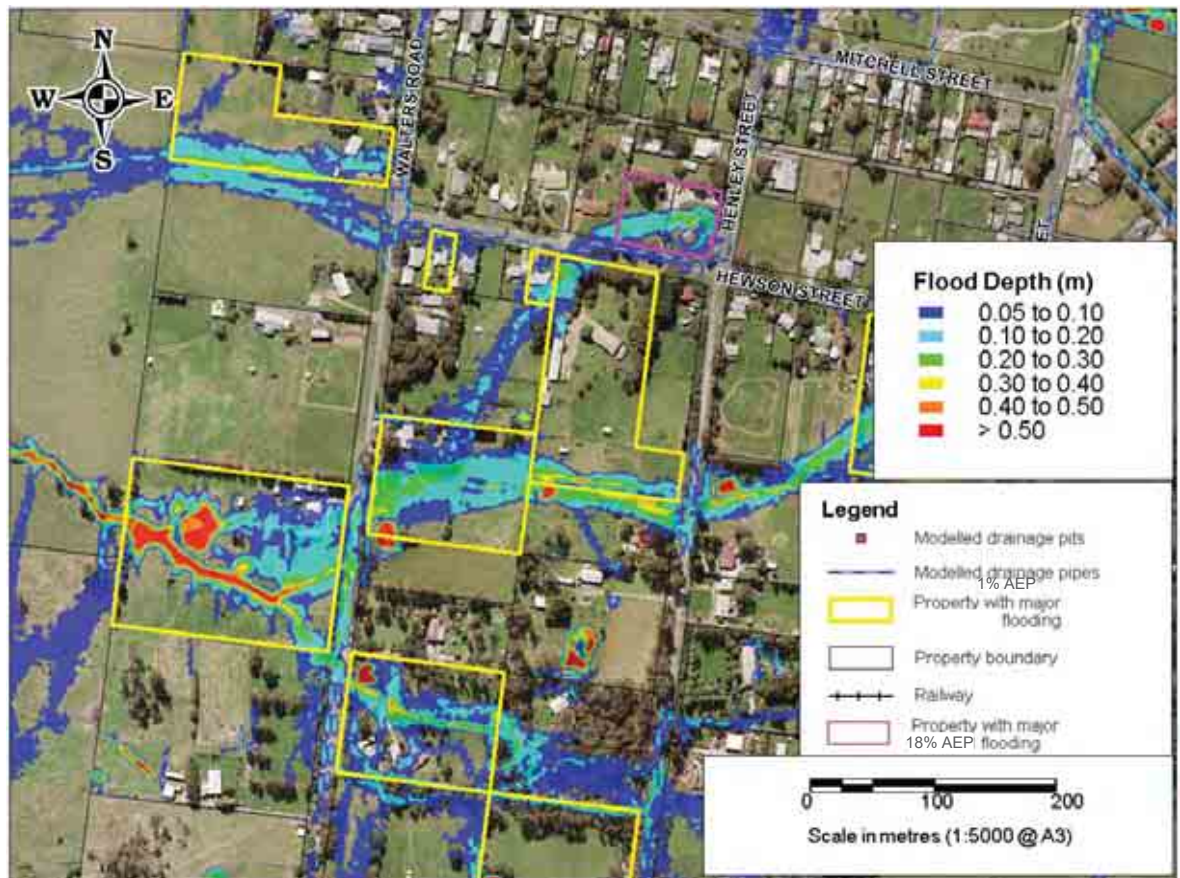 N
W E
S
WALTERS ROAD
MITCHELL STREET
HENLEY STREET
HEWSON STREET
ET
Flood Depth (m)
0.05 to 0.10
0.10 to 0.20
0.20 to 0.30
0.30 to 0.40
0.40 to 0.50
> 0.50
Legend
Modelled drainage pits
Modelled drainage pipes
1% AEP
Property with major
flooding
Property boundary
Railway
Property with major
18% AEP flooding
0 100 200
Scale in metres (1:5000 @ A3)